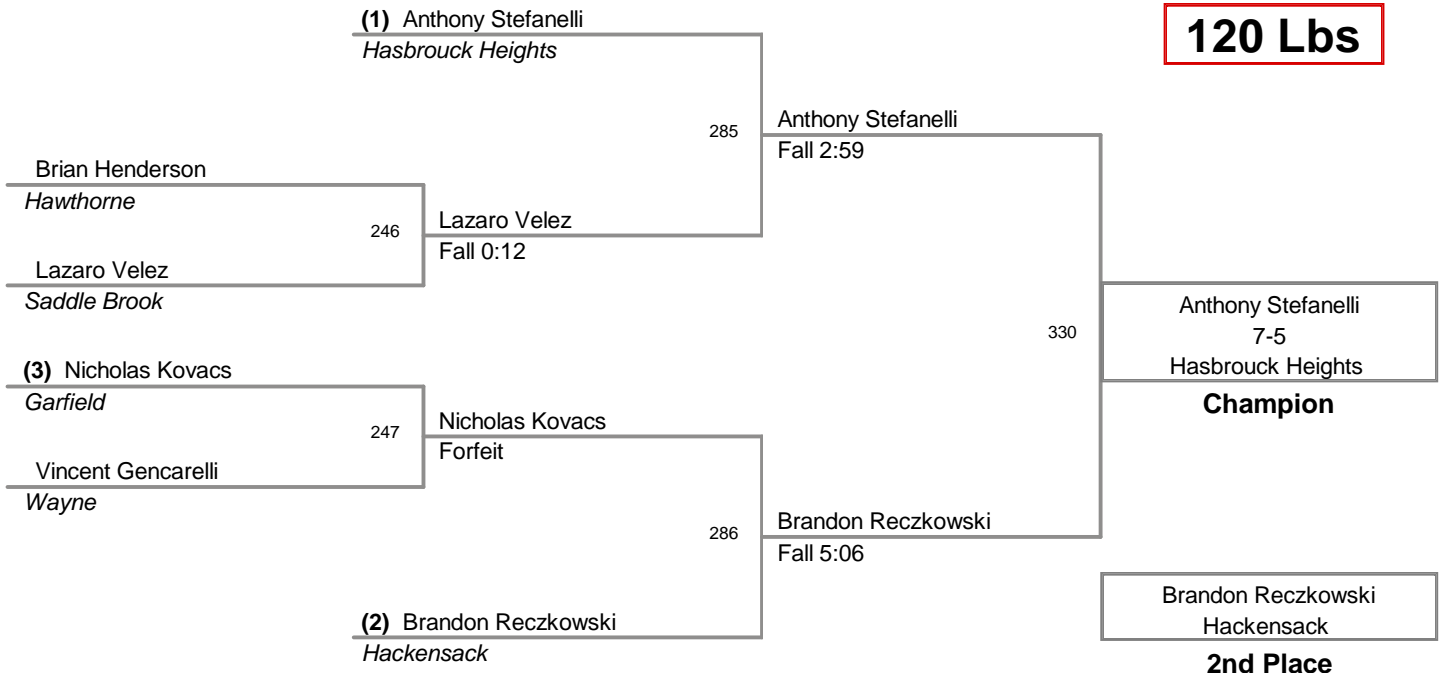 (1) Anthony Stefanelli
Hasbrouck Heights
120 Lbs
285
Anthony Stefanelli
Fall 2:59
Brian Henderson
Hawthorne
246
Lazaro Velez
Fall 0:12
Lazaro Velez
Saddle Brook
330
Anthony Stefanelli
7-5
Hasbrouck Heights
Champion
(3) Nicholas Kovacs
Garfield
247
Nicholas Kovacs
Forfeit
Vincent Gencarelli
Wayne
286
Brandon Reczkowski
Fall 5:06
(2) Brandon Reczkowski
Hackensack
Brandon Reczkowski
Hackensack
2nd Place